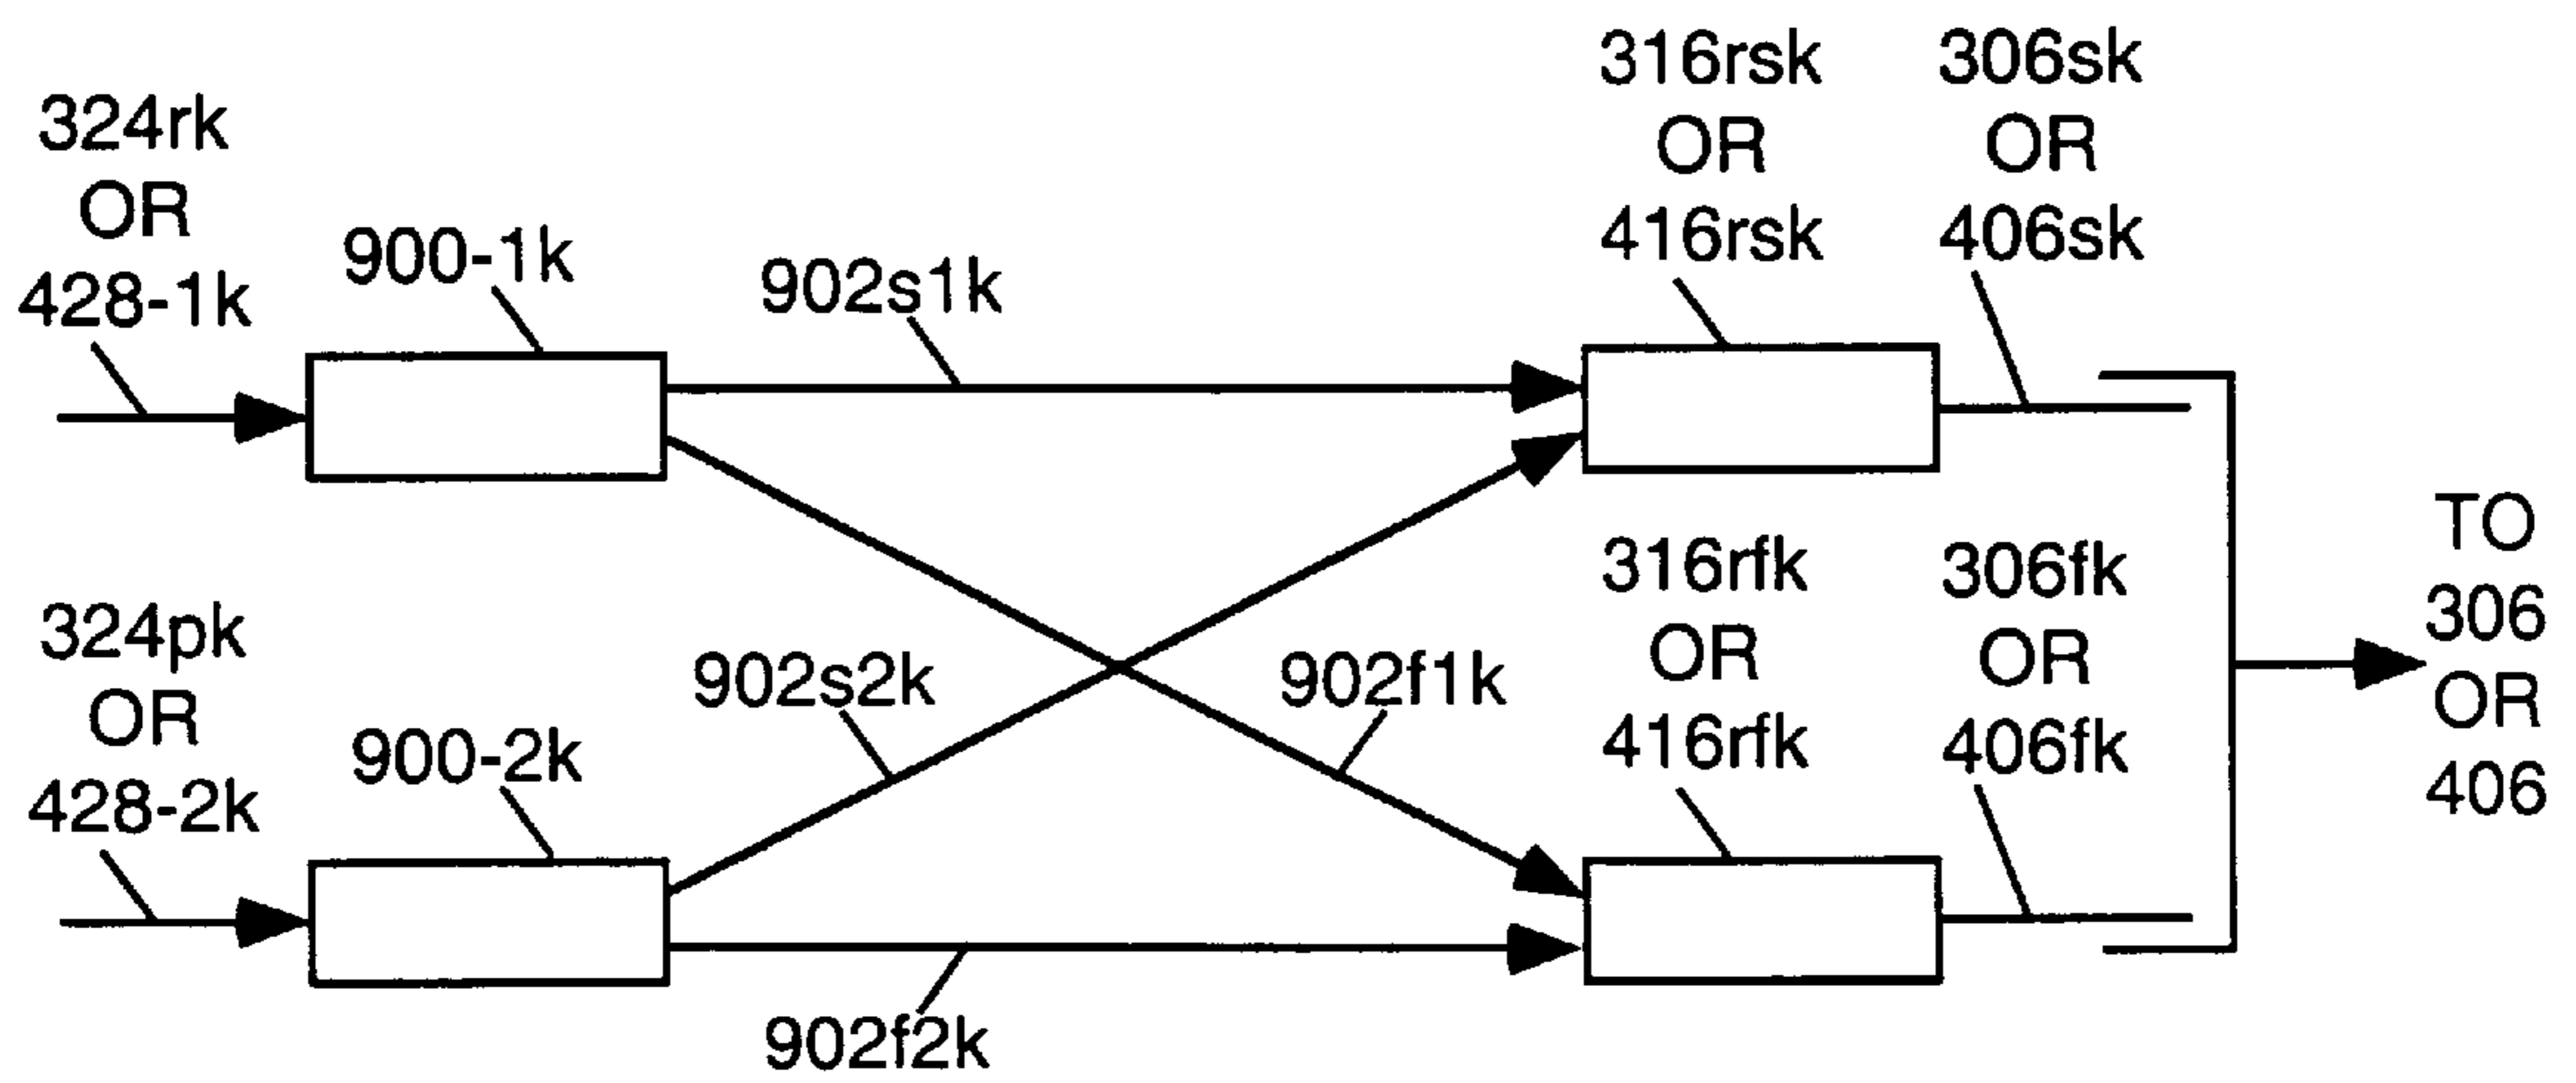 324rk
OR
428-1k
900-1k
902s1k
316rsk
OR
416rsk
306sk
OR
406sk
324pk
OR
428-2k
900-2k
902s2k
902f1k
902f2k
316rfk
OR
416rfk
306fk
OR
406fk
TO
306
OR
406